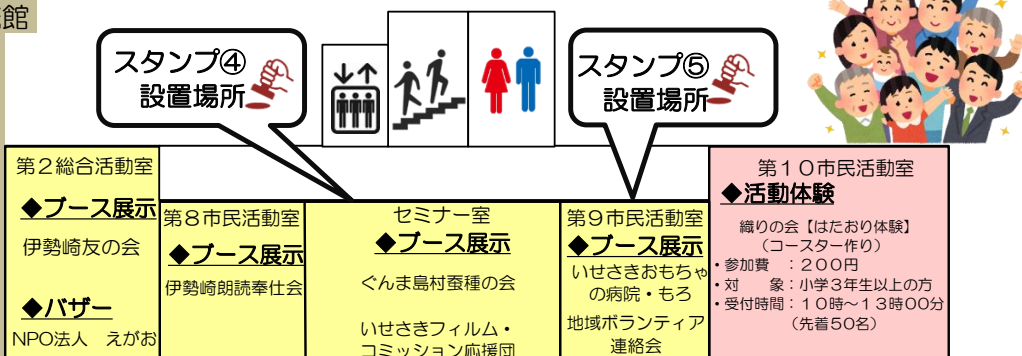 館
スタンプ④
設置場所
スタンプ⑤
設置場所
第２総合活動室
◆ブース展示
伊勢崎友の会
◆バザー
NPO法人　えがお
第８市民活動室
◆ブース展示
伊勢崎朗読奉仕会
セミナー室
◆ブース展示
ぐんま島村蚕種の会
いせさきフィルム・
コミッション応援団
第９市民活動室
◆ブース展示
いせさきおもちゃ
の病院・もろ
地域ボランティア
連絡会
第１０市民活動室
◆活動体験
織りの会【はたおり体験】
（コースター作り）
・参加費　：２００円
・対　　象：小学３年生以上の方
・受付時間：１０時～１３時００分
（先着５０名）